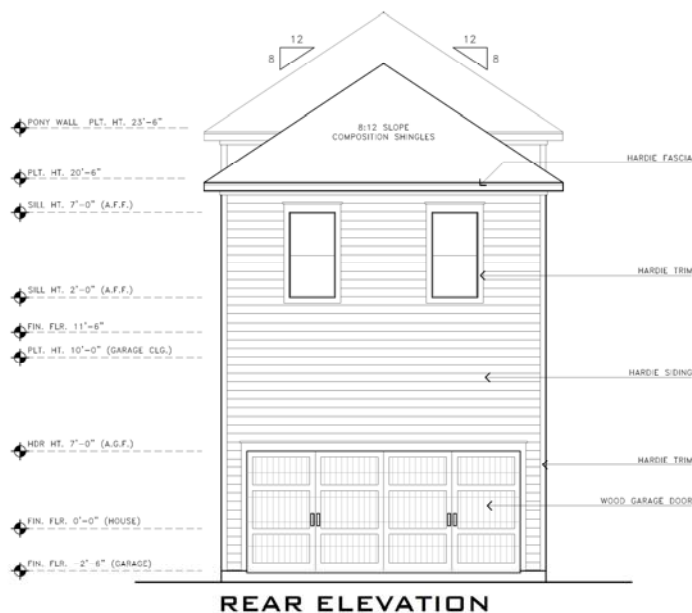 12
8
12
8
PONY WALL PLT. HT. 23'-6"
8:12 SLOPE
COMPOSITION SHINGLES
HARDIE FASCIA
PLT. HT. 20'-6"
SILL HT. 7'-0" (A.F.F.)
HARDIE TRIM
SILL HT. 2'-0" (A.F.F.)
FIN. FLR. 11'-6"
PLT. HT. 10'-0" (GARAGE CLG.)
HARDIE SIDING
HDR HT. 7'-0" (A.G.F.)
HARDIE TRIM
WOOD GARAGE DOOR
FIN. FLR. 0'-0" (HOUSE)
FIN. FLR. -2'-6" (GARAGE)
REAR ELEVATION